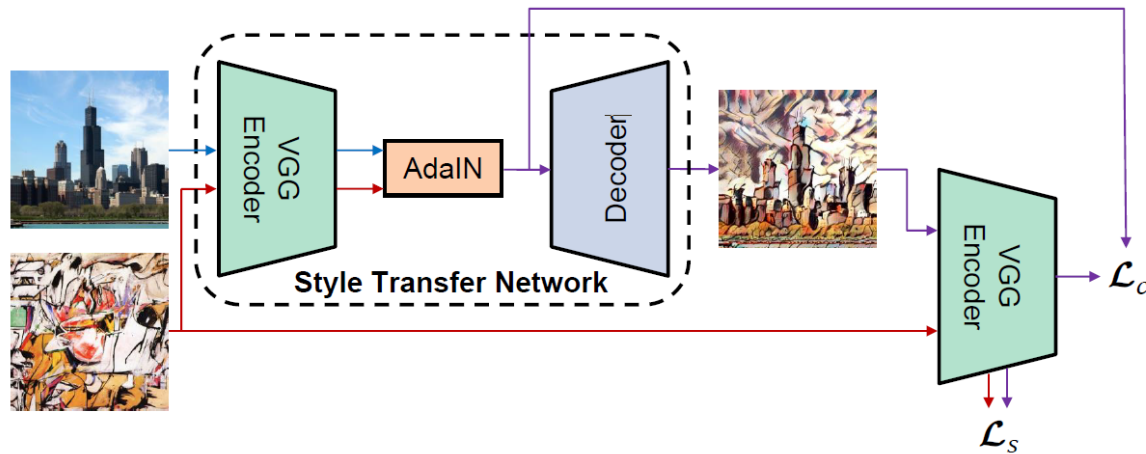 VGG
Encoder
AdaIN
Decoder
Style Transfer Network
VGG
Encoder
ℒc
ℒs